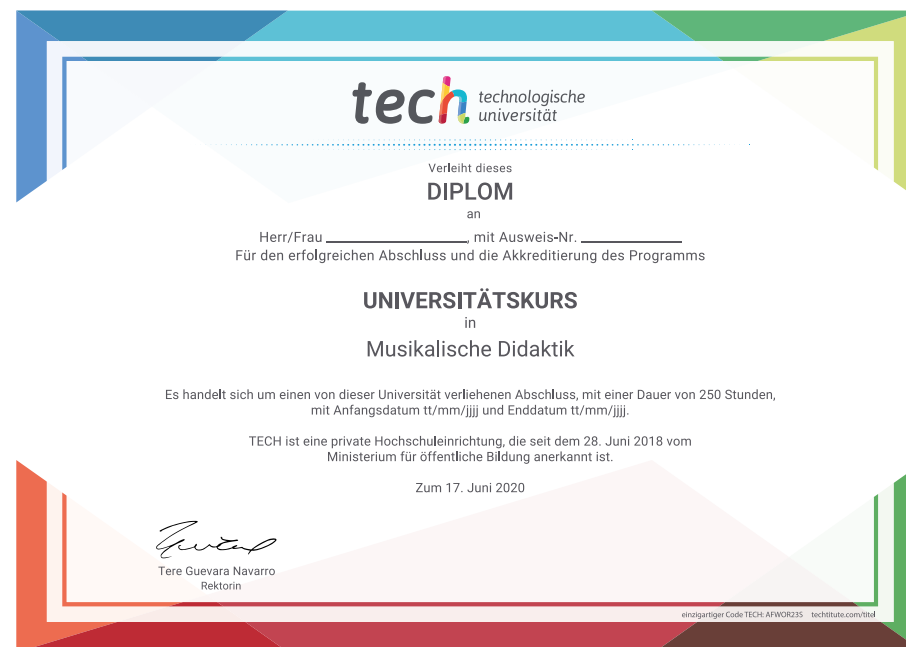 tech technologische
universität
Verleiht dieses
DIPLOM
an
Herr/Frau ____________, mit Ausweis-Nr. ____________
Für den erfolgreichen Abschluss und die Akkreditierung des Programms
UNIVERSITÄTSKURS
in
Musikalische Didaktik
Es handelt sich um einen von dieser Universität verliehenen Abschluss, mit einer Dauer von 250 Stunden,
mit Anfangsdatum tt/mm/jjjj und Enddatum tt/mm/jjjj.
TECH ist eine private Hochschuleinrichtung, die seit dem 28. Juni 2018 vom
Ministerium für öffentliche Bildung anerkannt ist.
Zum 17. Juni 2020
Tere Guevara Navarro
Rektorin
einzigartiger Code TECH: AFWOR23S techtitute.com/titel